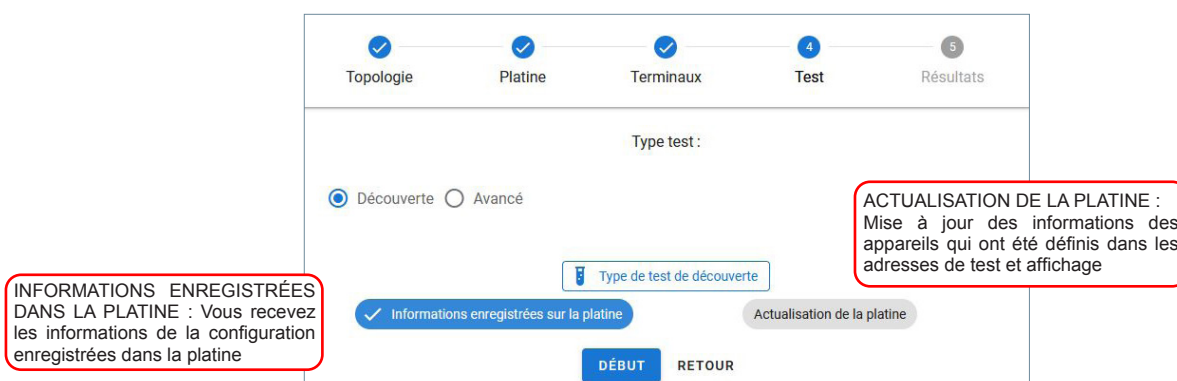 4
5
Topologie
Platine
Terminaux
Test
Résultats
Type test :
Découverte
Avancé
ACTUALISATION DE LA PLATINE :
Mise à jour des informations des
appareils qui ont été définis dans les
adresses de test et affichage
Type de test de découverte
INFORMATIONS ENREGISTRÉES
DANS LA PLATINE : Vous recevez
les informations de la configuration
enregistrées dans la platine
Informations enregistrées sur la platine
Actualisation de la platine
DÉBUT
RETOUR